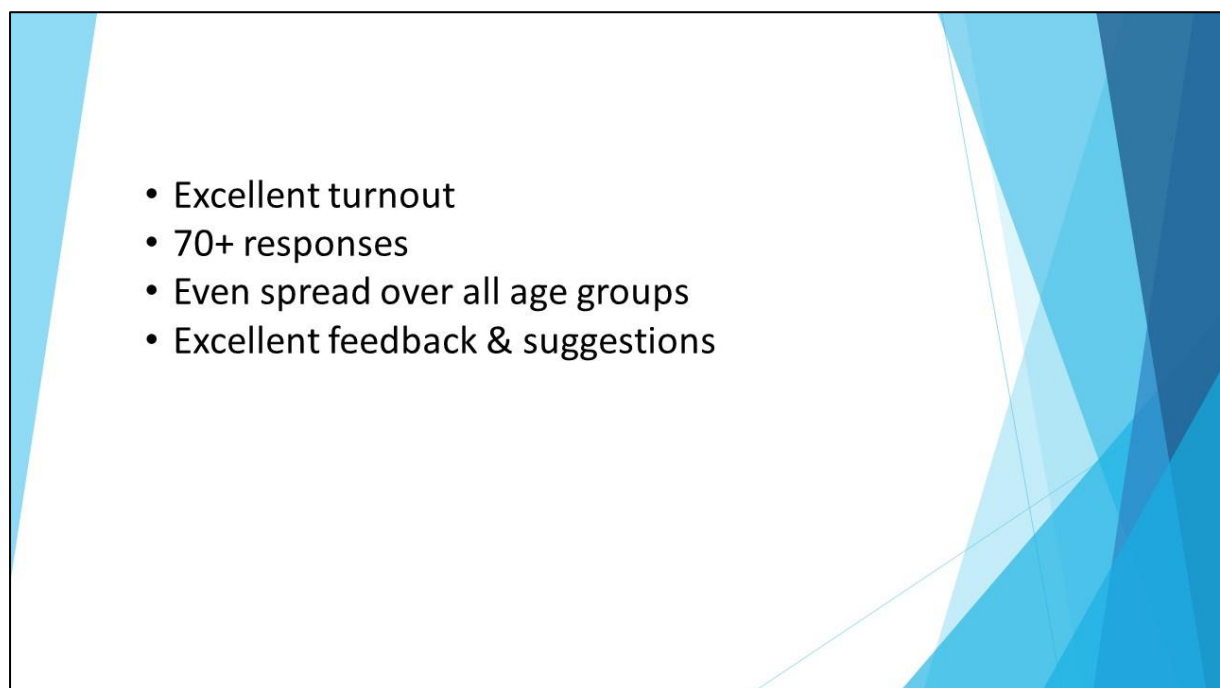 • Excellent turnout
• 70+ responses
• Even spread over all age groups
• Excellent feedback & suggestions